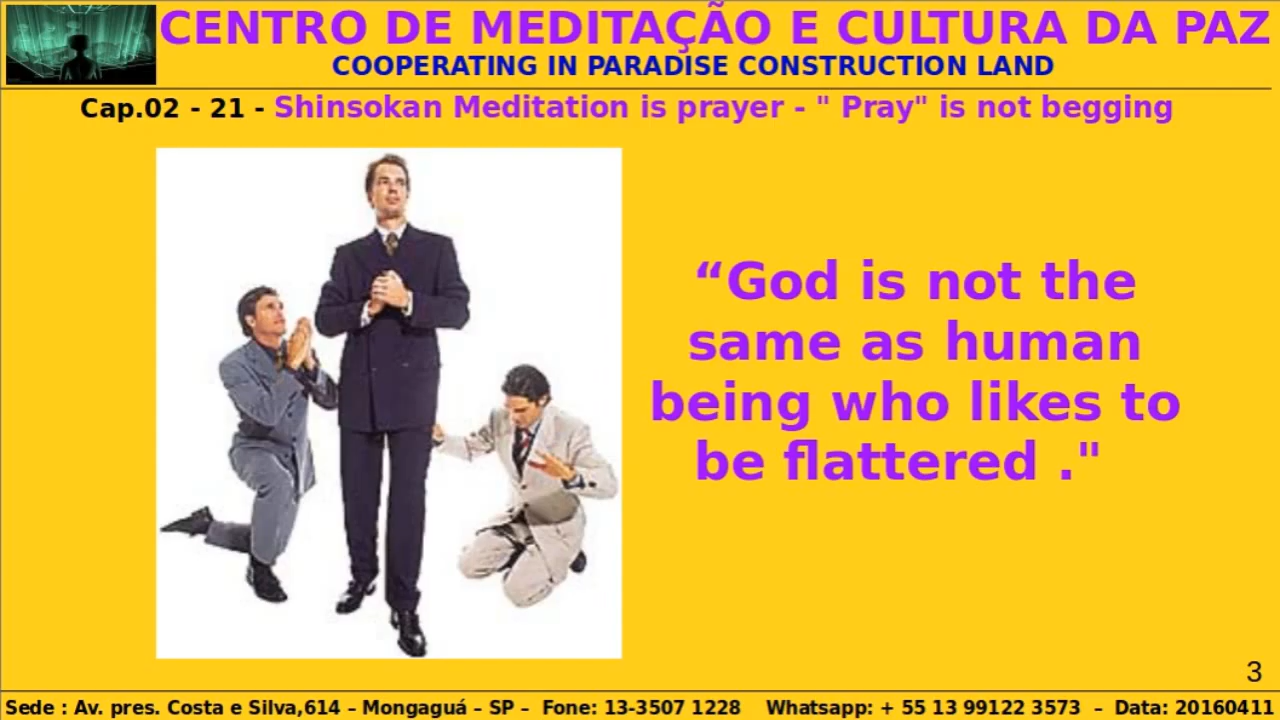 CENTRO DE MEDITAÇÃO E CULTURA DA PAZ
COOPERATING IN PARADISE CONSTRUCTION LAND
Cap.02 - 21 - Shinsokan Meditation is prayer - " Pray" is not begging
“God is not the
same as human
being who likes to
be flattered ."
3
Sede : Av. pres. Costa e Silva,614 – Mongaguá – SP – Fone: 13-3507 1228 Whatsapp: + 55 13 99122 3573 – Data: 20160411